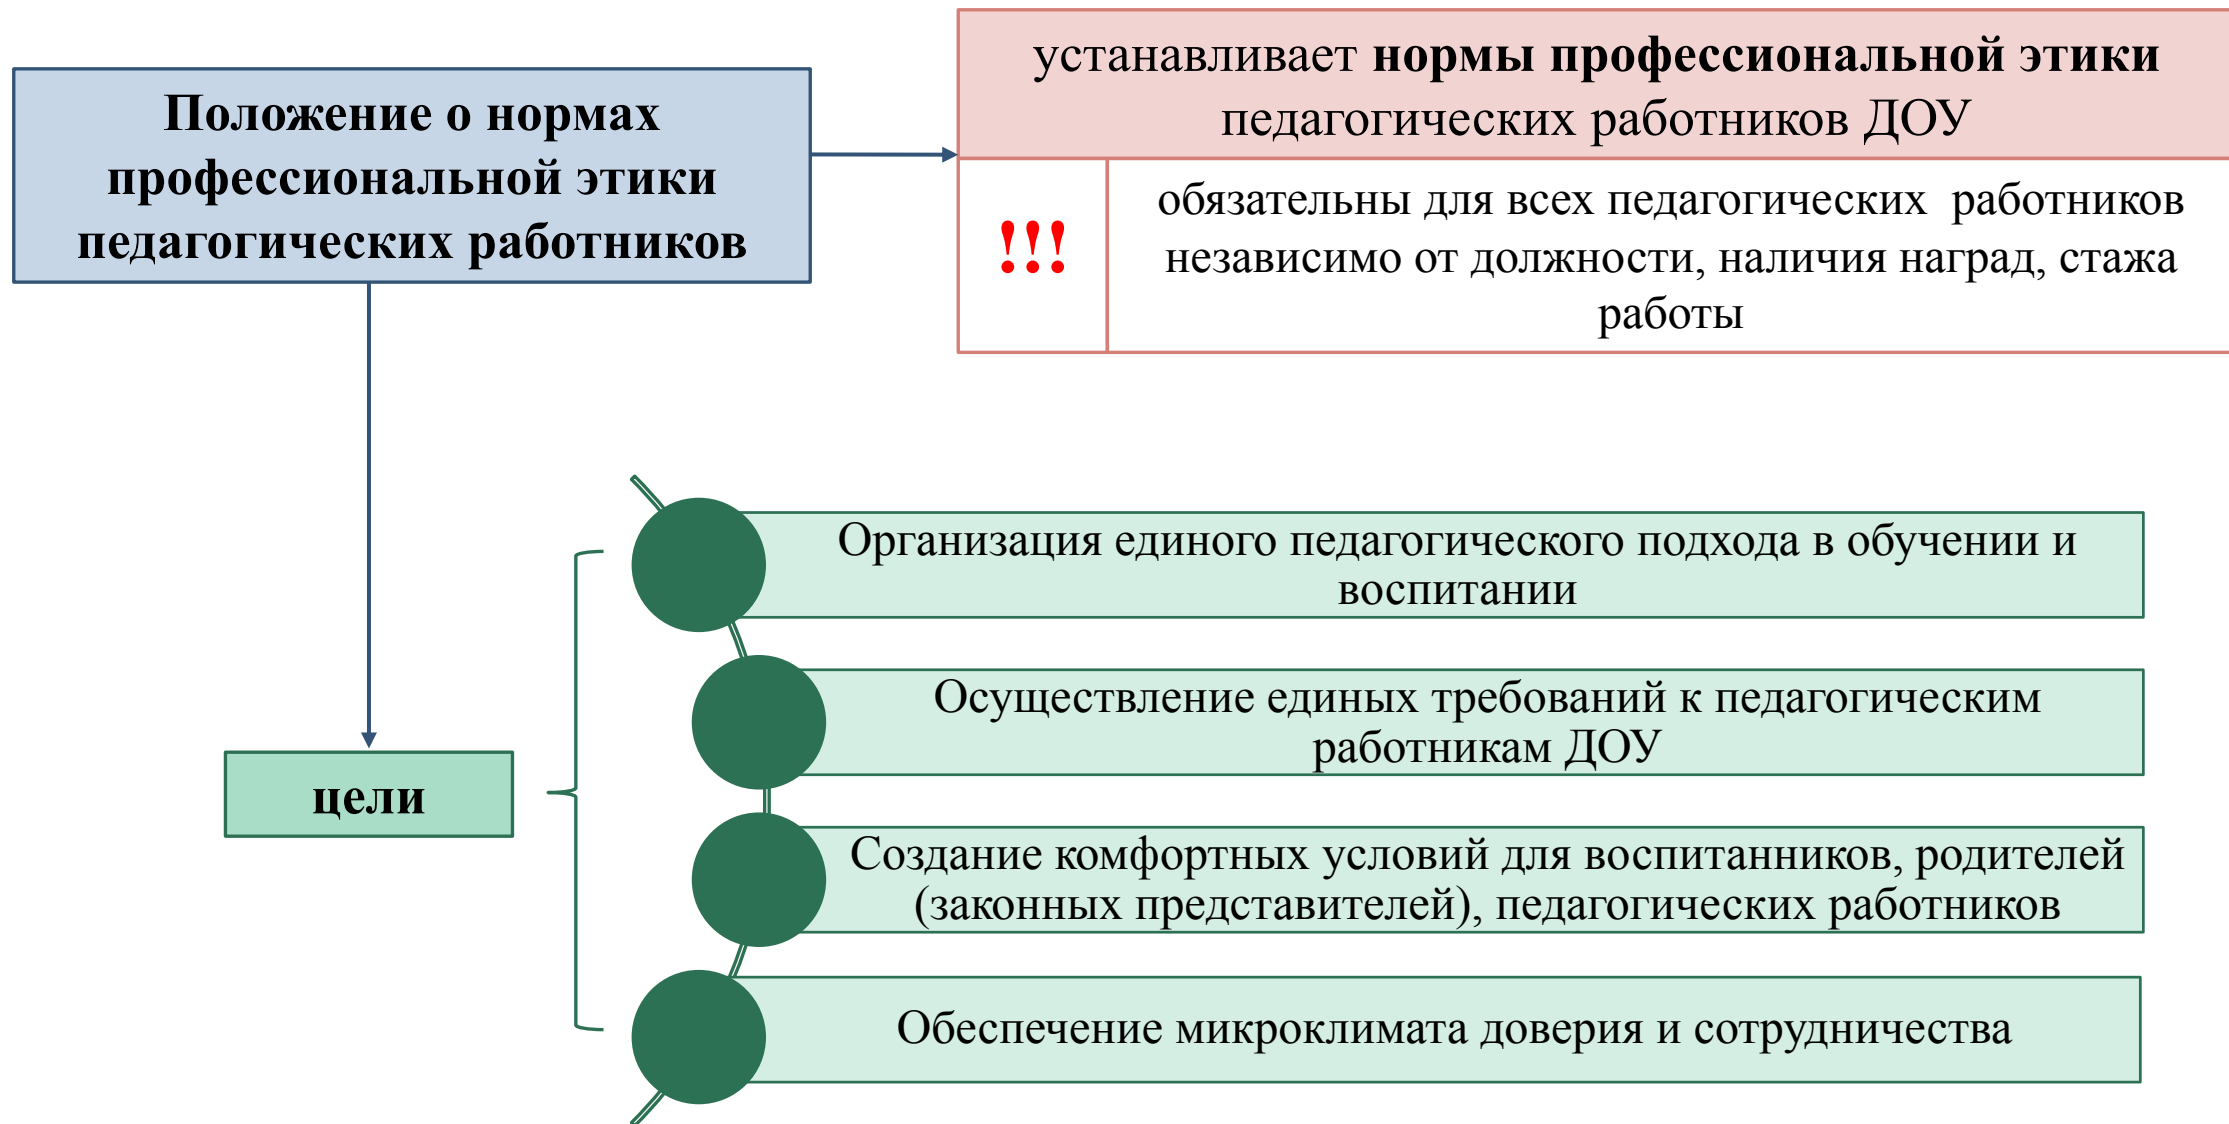 Положение о нормах
профессиональной этики
педагогических работников
устанавливает нормы профессиональной этики
педагогических работников ДОУ
!!!
обязательны для всех педагогических работников
независимо от должности, наличия наград, стажа
работы
цели
Организация единого педагогического подхода в обучении и
воспитании
Осуществление единых требований к педагогическим
работникам ДОУ
Создание комфортных условий для воспитанников, родителей
(законных представителей), педагогических работников
Обеспечение микроклимата доверия и сотрудничества